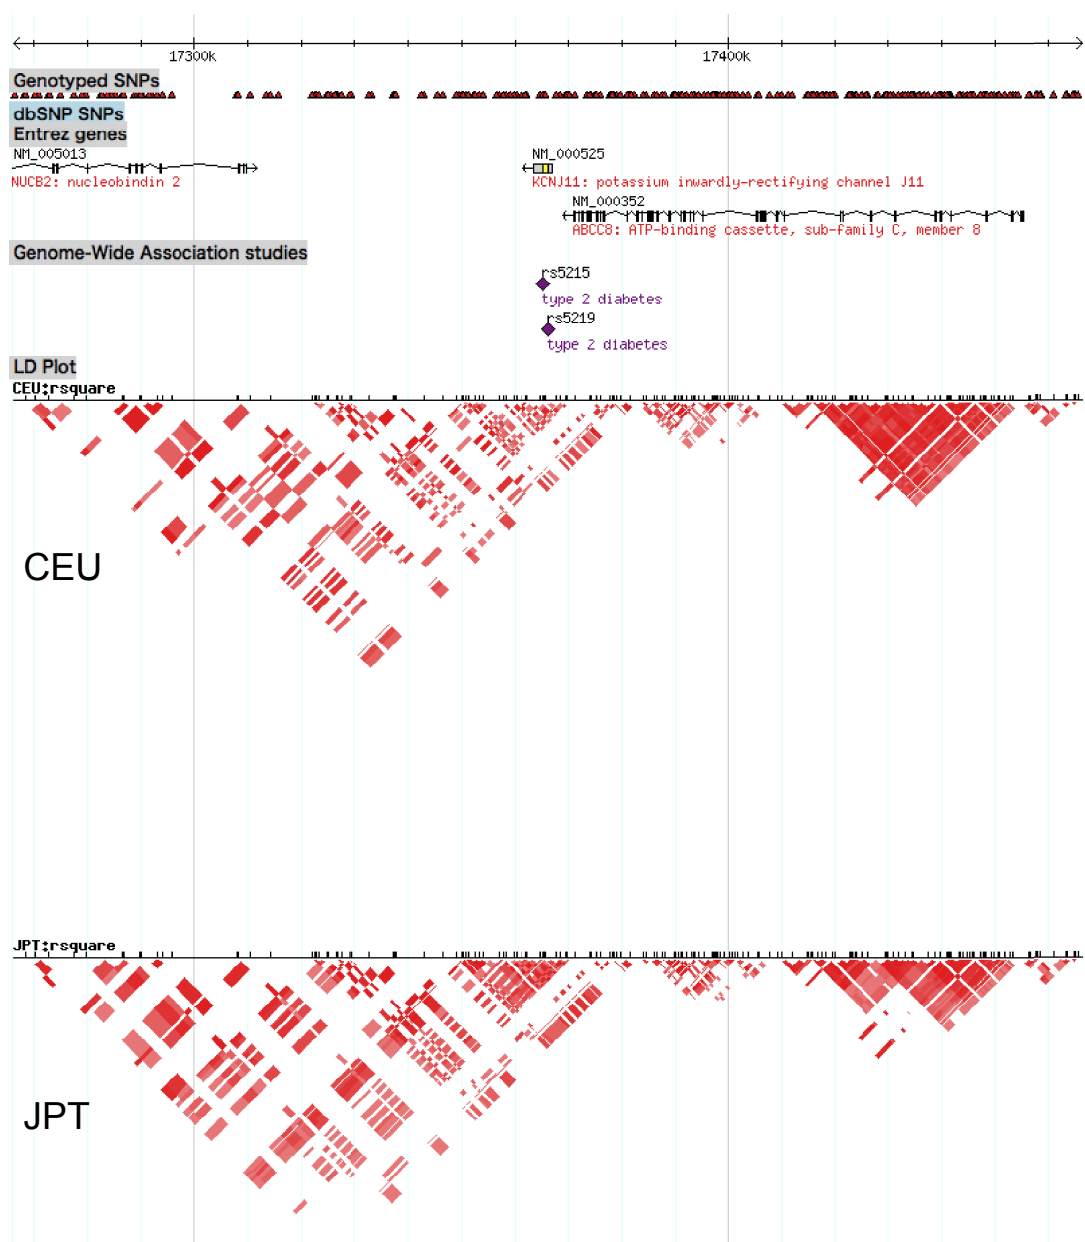 17300k 17400k
Genotyped SNPs
dbSNP SNPs
Entrez genes
NM_005013 NM_000525
NUCB2: nucleobindin 2 KCNJ11: potassium inwardly-rectifying channel J11
NM_000352
ABCC8: ATP-binding cassette, sub-family C, member 8
Genome-Wide Association studies
rs5215
type 2 diabetes
rs5219
type 2 diabetes
LD Plot
CEU:rsquare
CEU
JPT:rsquare
JPT